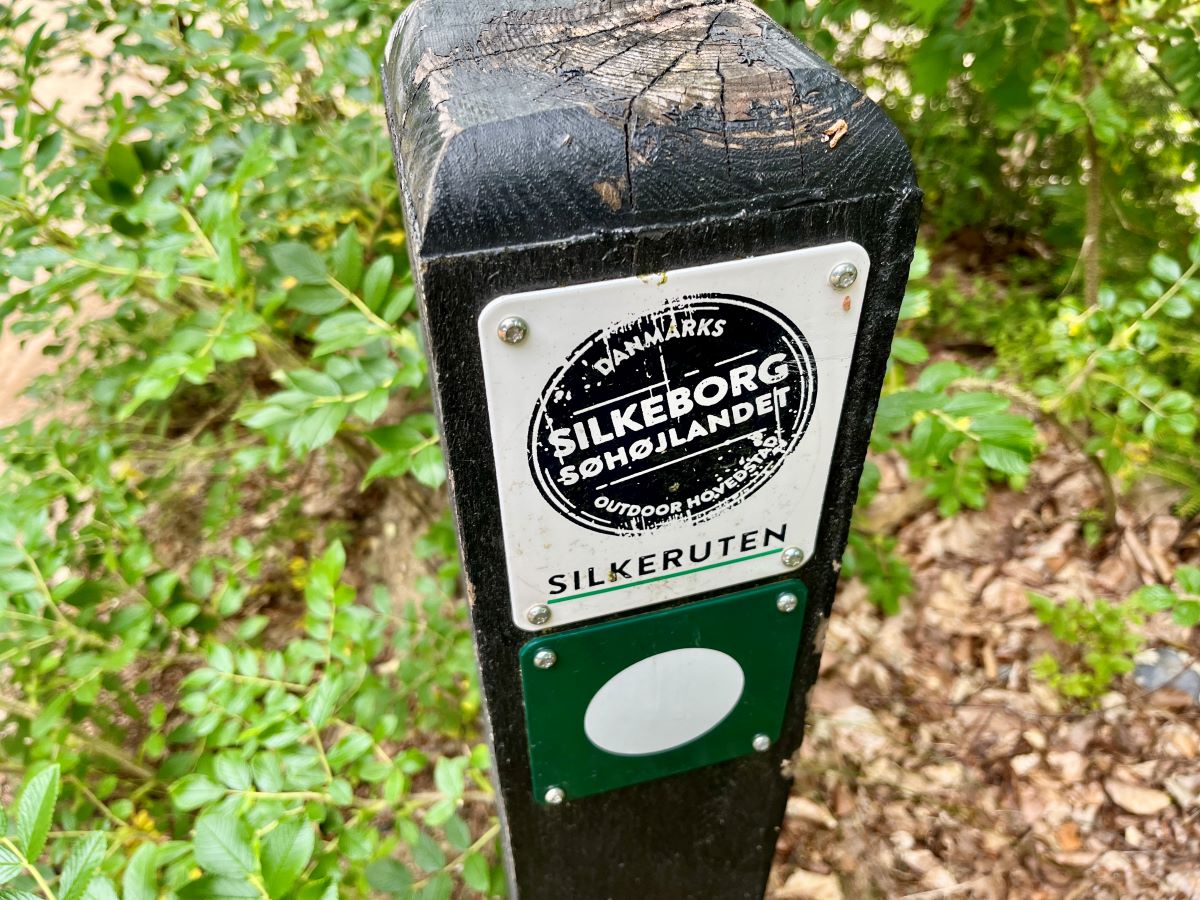 DANMARKS
SILKEBORG
SØHØJLANDET
OUTDOOR HOVEDSTAD
SILKERUTEN